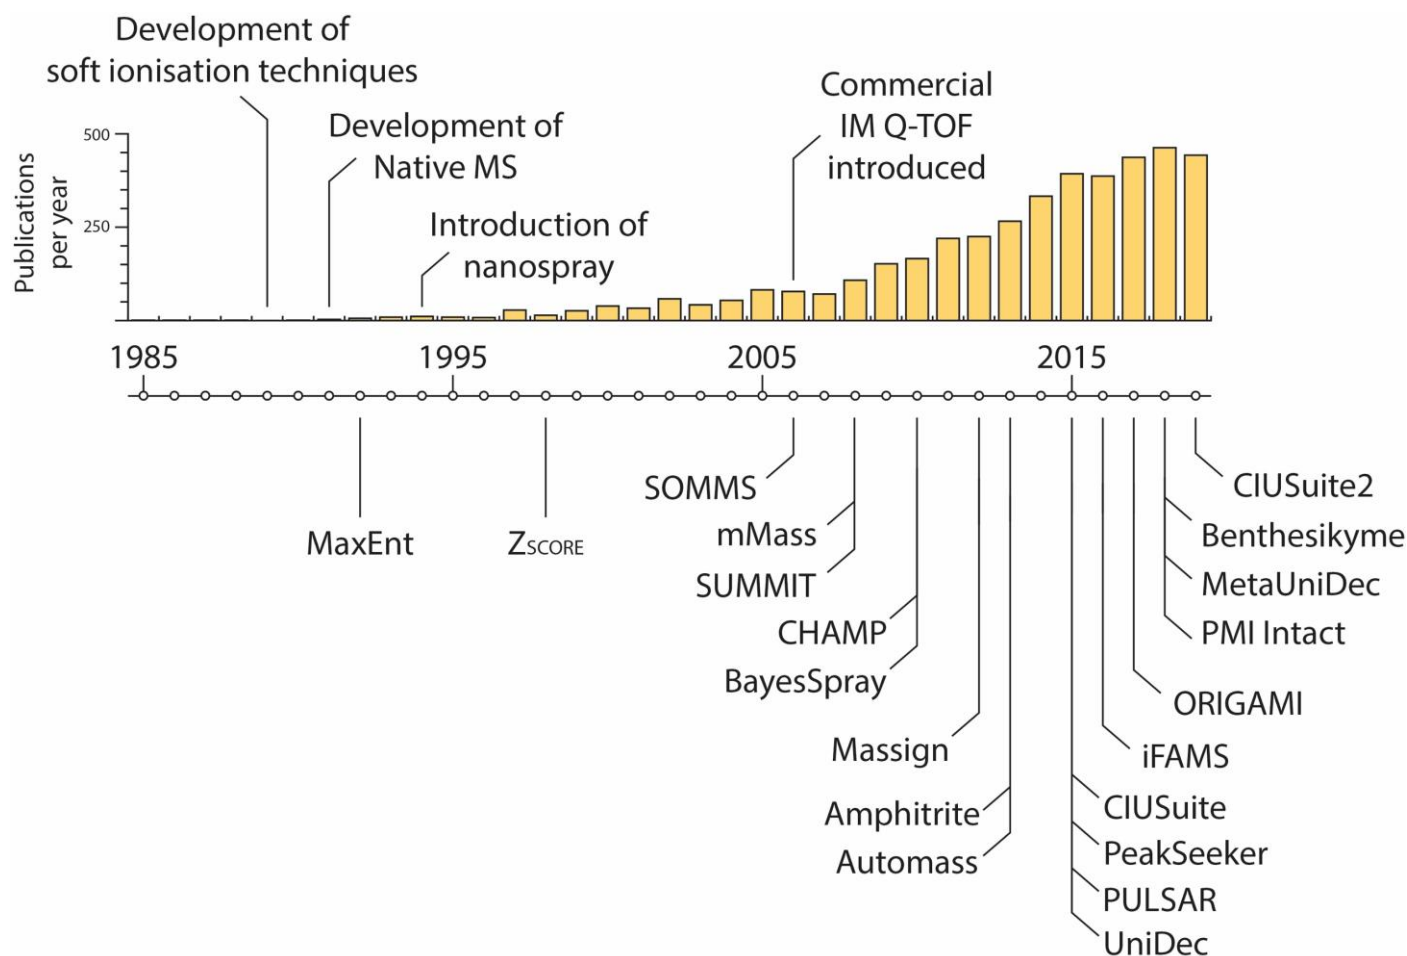 Development of
soft ionisation techniques
Development of
Native MS
Introduction of
nanospray
Commercial
IM Q-TOF
introduced
Publications
per year
500
250
1985
1995
2005
2015
MaxEnt
ZSCORE
SOMMS
mMass
SUMMIT
CHAMP
BayesSpray
Massign
Amphitrite
Automass
CIUSuite2
Benthesikyme
MetaUniDec
PMI Intact
ORIGAMI
iFAMS
CIUSuite
PeakSeeker
PULSAR
UniDec